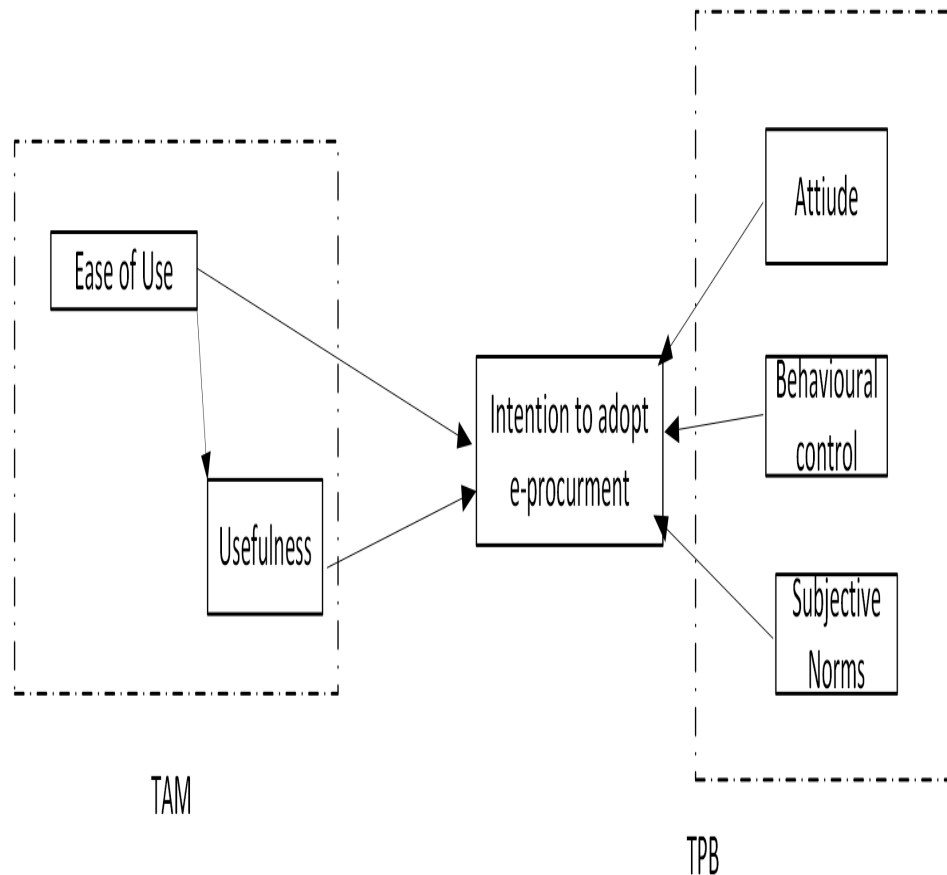 Ease of Use
Usefulness
TAM
Intention to adopt
e-procurment
Attiude
Behavioural
control
Subjective
Norms
TPB